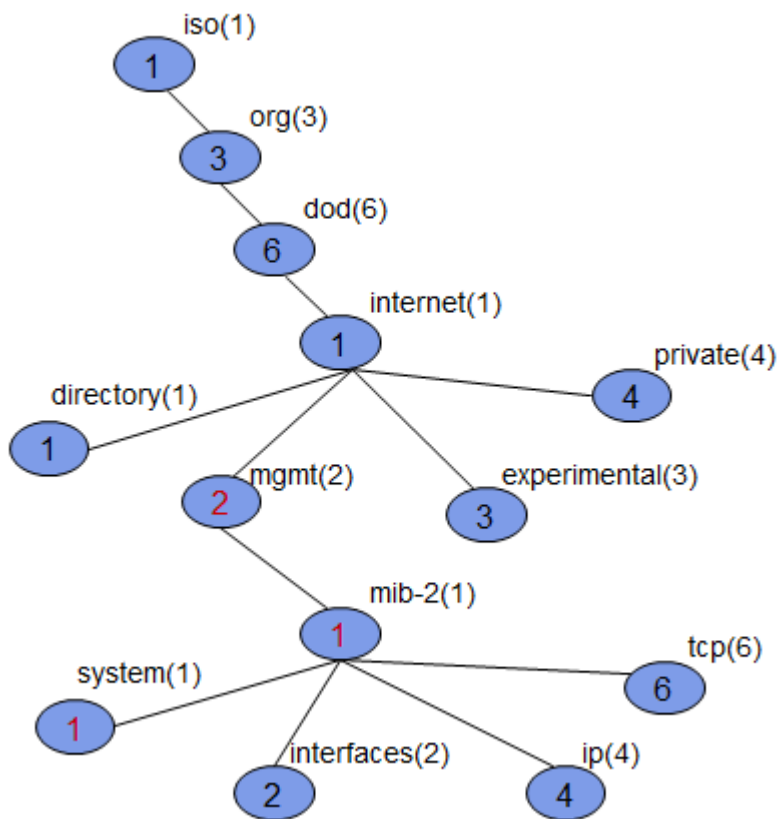 iso(1)
1
org(3)
3
dod(6)
6
internet(1)
1
private(4)
4
directory(1)
1
mgmt(2)
2
experimental(3)
3
mib-2(1)
1
tcp(6)
6
system(1)
1
interfaces(2)
2
ip(4)
4